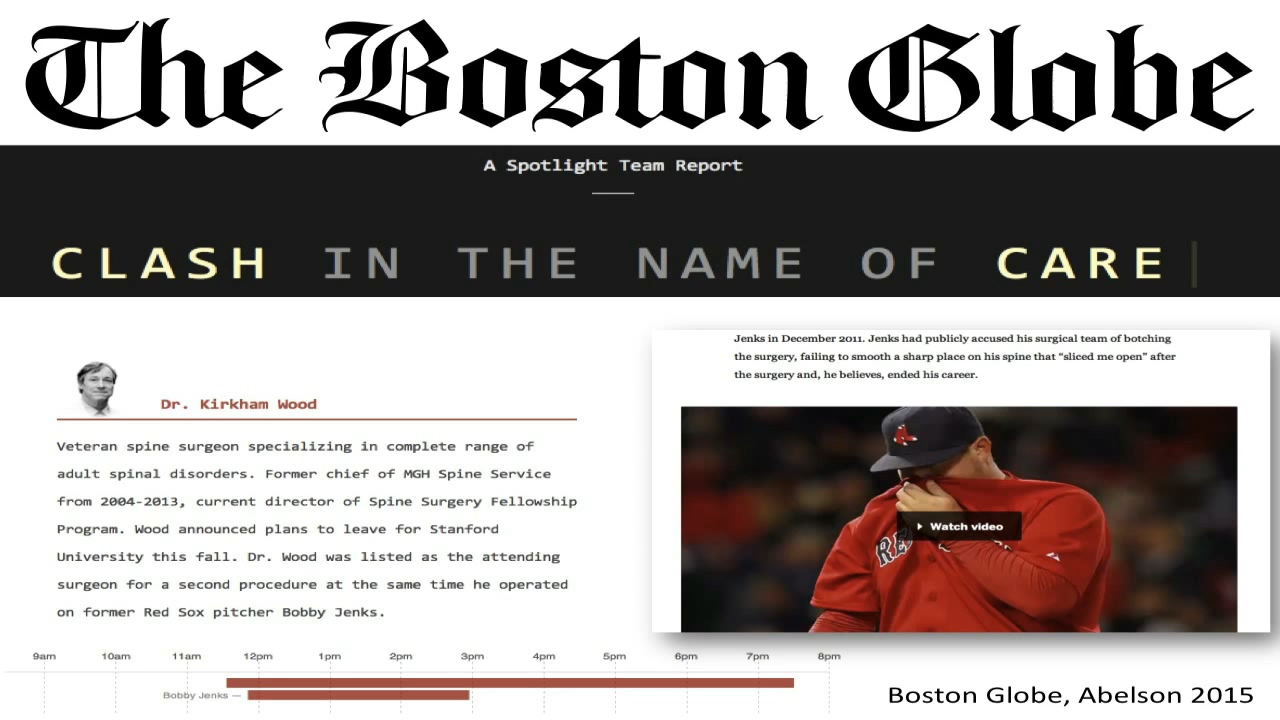 The Boston Globe
A Spotlight Team Report
CLASH IN THE NAME OF CARE
Dr. Kirkham Wood
Veteran spine surgeon specializing in complete range of
adult spinal disorders. Former chief of MGH Spine Service
from 2004-2013, current director of Spine Surgery Fellowship
Program. Wood announced plans to leave for Stanford
University this fall. Dr. Wood was listed as the attending
surgeon for a second procedure at the same time he operated
on former Red Sox pitcher Bobby Jenks.
Jenks in December 2011. Jenks had publicly accused his surgical team of botching
the surgery, failing to smooth a sharp place on his spine that “sliced me open” after
the surgery and, he believes, ended his career.
RE
Watch video
9am 10am 11am 12pm 1pm 2pm 3pm 4pm 5pm 6pm 7pm 8pm
Bobby Jenks —
Boston Globe, Abelson 2015